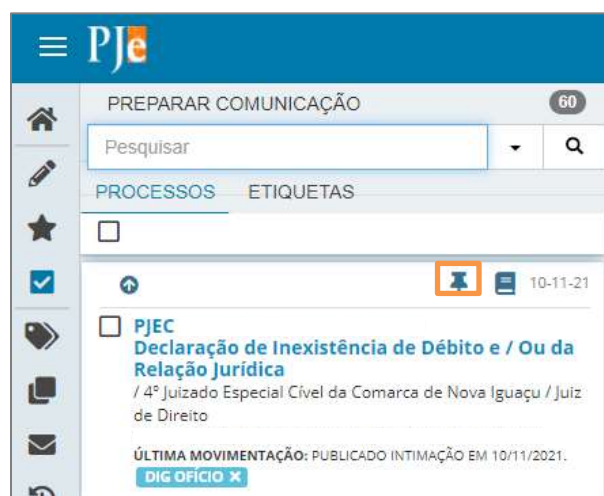 PJe
PREPARAR COMUNICAÇÃO 60
Pesquisar
PROCESSOS ETIQUETAS
10-11-21
PJEC
Declaração de Inexistência de Débito e / Ou da
Relação Jurídica
/ 4º Juizado Especial Cível da Comarca de Nova Iguaçu / Juiz
de Direito
ÚLTIMA MOVIMENTAÇÃO: PUBLICADO INTIMAÇÃO EM 10/11/2021.
DIG OFÍCIO ×